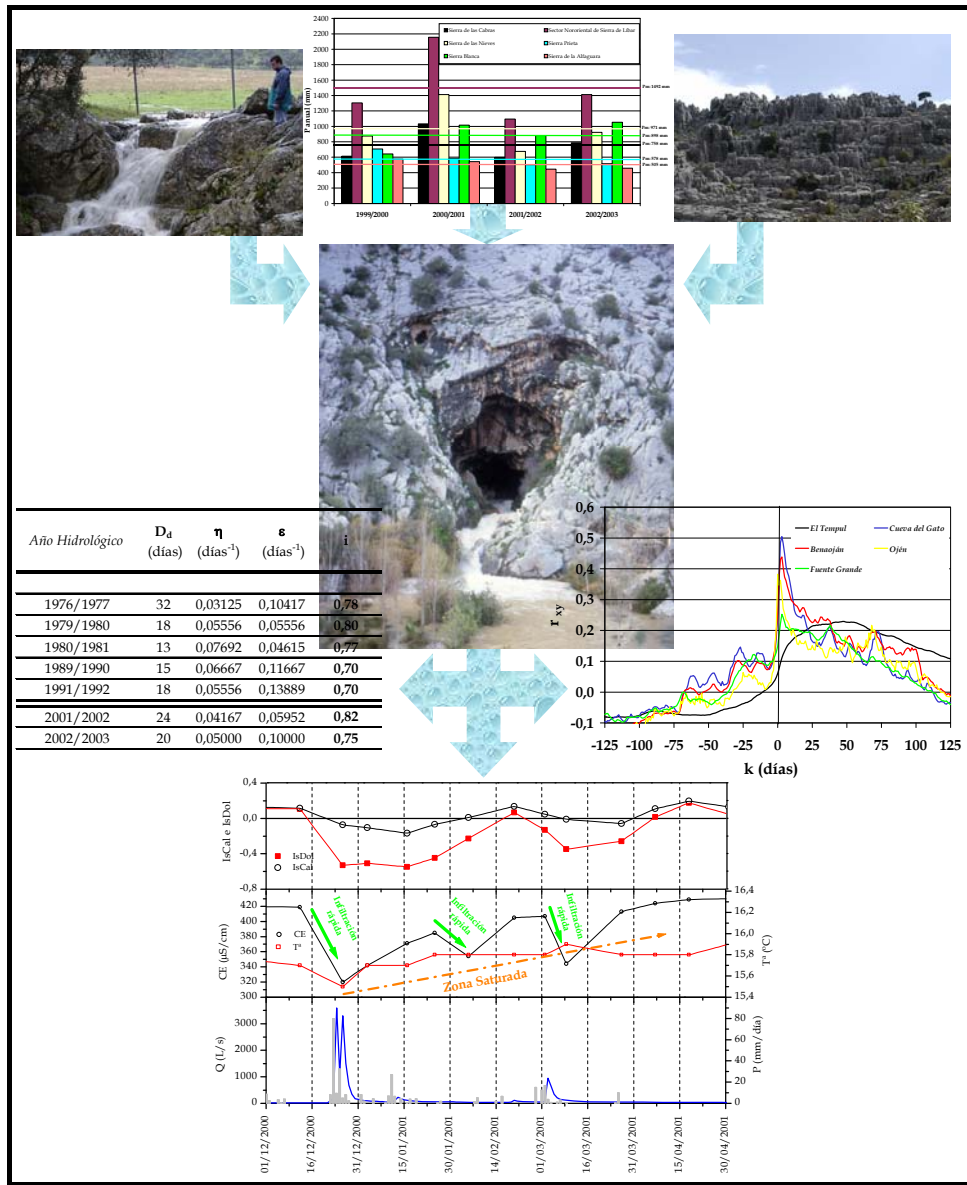 2400
2200
2000
1800
1600
1400
1200
1000
800
600
400
200
0
P anual (mm)
Sierra de las Cabras
Sector Nororiental de Sierra de Líbar
Sierra de las Nieves
Sierra Prieta
Sierra Blanca
Sierra de la Alfaguara
Pm: 1492 mm
Pm: 971 mm
1999/2000 2000/2001 2001/2002 2002/2003
Año Hidrológico D_d (días) η (días⁻¹) ε (días⁻¹) i
1976/1977 32 0,03125 0,10417 0,78
1979/1980 18 0,05556 0,05556 0,80
1980/1981 13 0,07692 0,04615 0,77
1989/1990 15 0,06667 0,11667 0,70
1991/1992 18 0,05556 0,13889 0,70
2001/2002 24 0,04167 0,05952 0,82
2002/2003 20 0,05000 0,10000 0,75
r xy
0,6
0,5
0,4
0,3
0,2
0,1
0,0
-0,1
El Tempul Cueva del Gato
Benaoján Ojén
Fuente Grande
-125 -100 -75 -50 -25 0 25 50 75 100 125
k (días)
IsCal e IsDol
0,4
0,0
-0,4
-0,8
IsDol
IsCal
CE (µS/cm)
420
400
380
360
340
320
300
CE
Tª
Infiltración rápida
Infiltración rápida
Infiltración rápida
Zona Saturada
16,4
16,2
16,0
15,8
15,6
15,4
Tª (ºC)
Q (L/s)
3000
2000
1000
0
80
60
40
20
0
P (mm/día)
01/12/2000
16/12/2000
31/12/2000
15/01/2001
30/01/2001
14/02/2001
01/03/2001
16/03/2001
31/03/2001
15/04/2001
30/04/2001